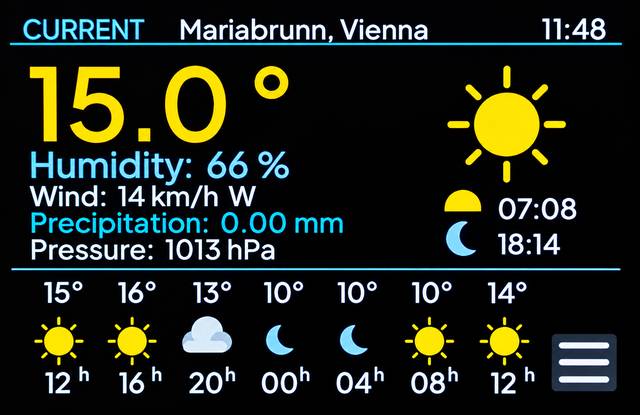 CURRENT Mariabrunn, Vienna 11:48
15.0 °
Humidity: 66 %
Wind: 14 km/h W
Precipitation: 0.00 mm
Pressure: 1013 hPa
07:08
18:14
15° 16° 13° 10° 10° 10° 14°
12 h 16 h 20h 00h 04h 08h 12 h